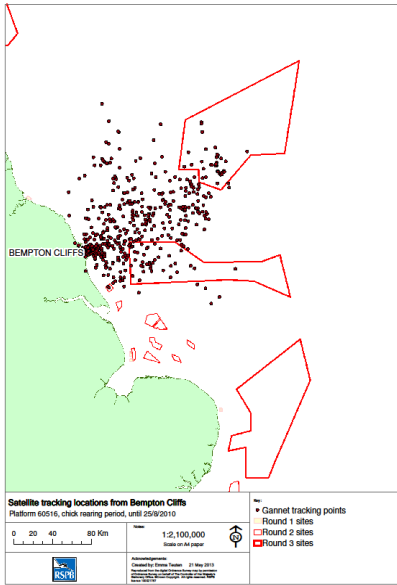 BEMPTON CLIFFS
Satellite tracking locations from Bempton Cliffs
Platform 60516, chick rearing period, until 25/8/2010
0 20 40 80 Km
Notes:
1:2,100,000
Scale on A4 paper
N
RSPB
Acknowledgements
Created by: Emma Teuten 21 May 2013
Key:
Gannet tracking points
Round 1 sites
Round 2 sites
Round 3 sites